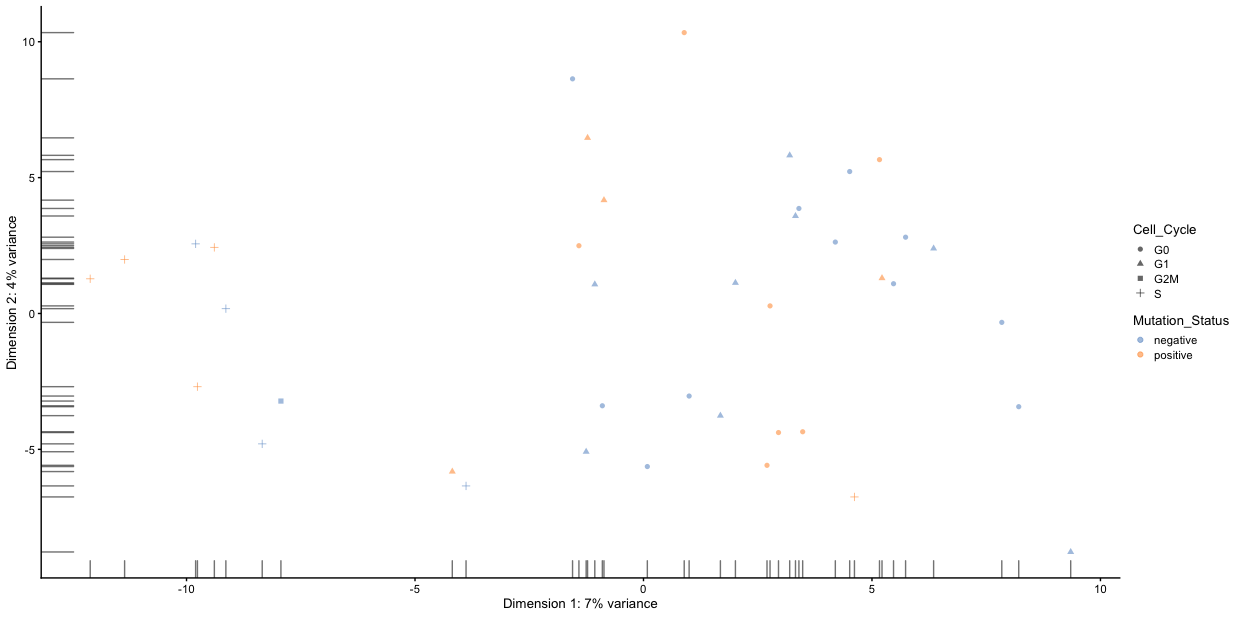 10
5
0
-5
Dimension 2: 4% variance
-10
-5
0
5
10
Dimension 1: 7% variance
Cell_Cycle
G0
G1
G2M
S
Mutation_Status
negative
positive